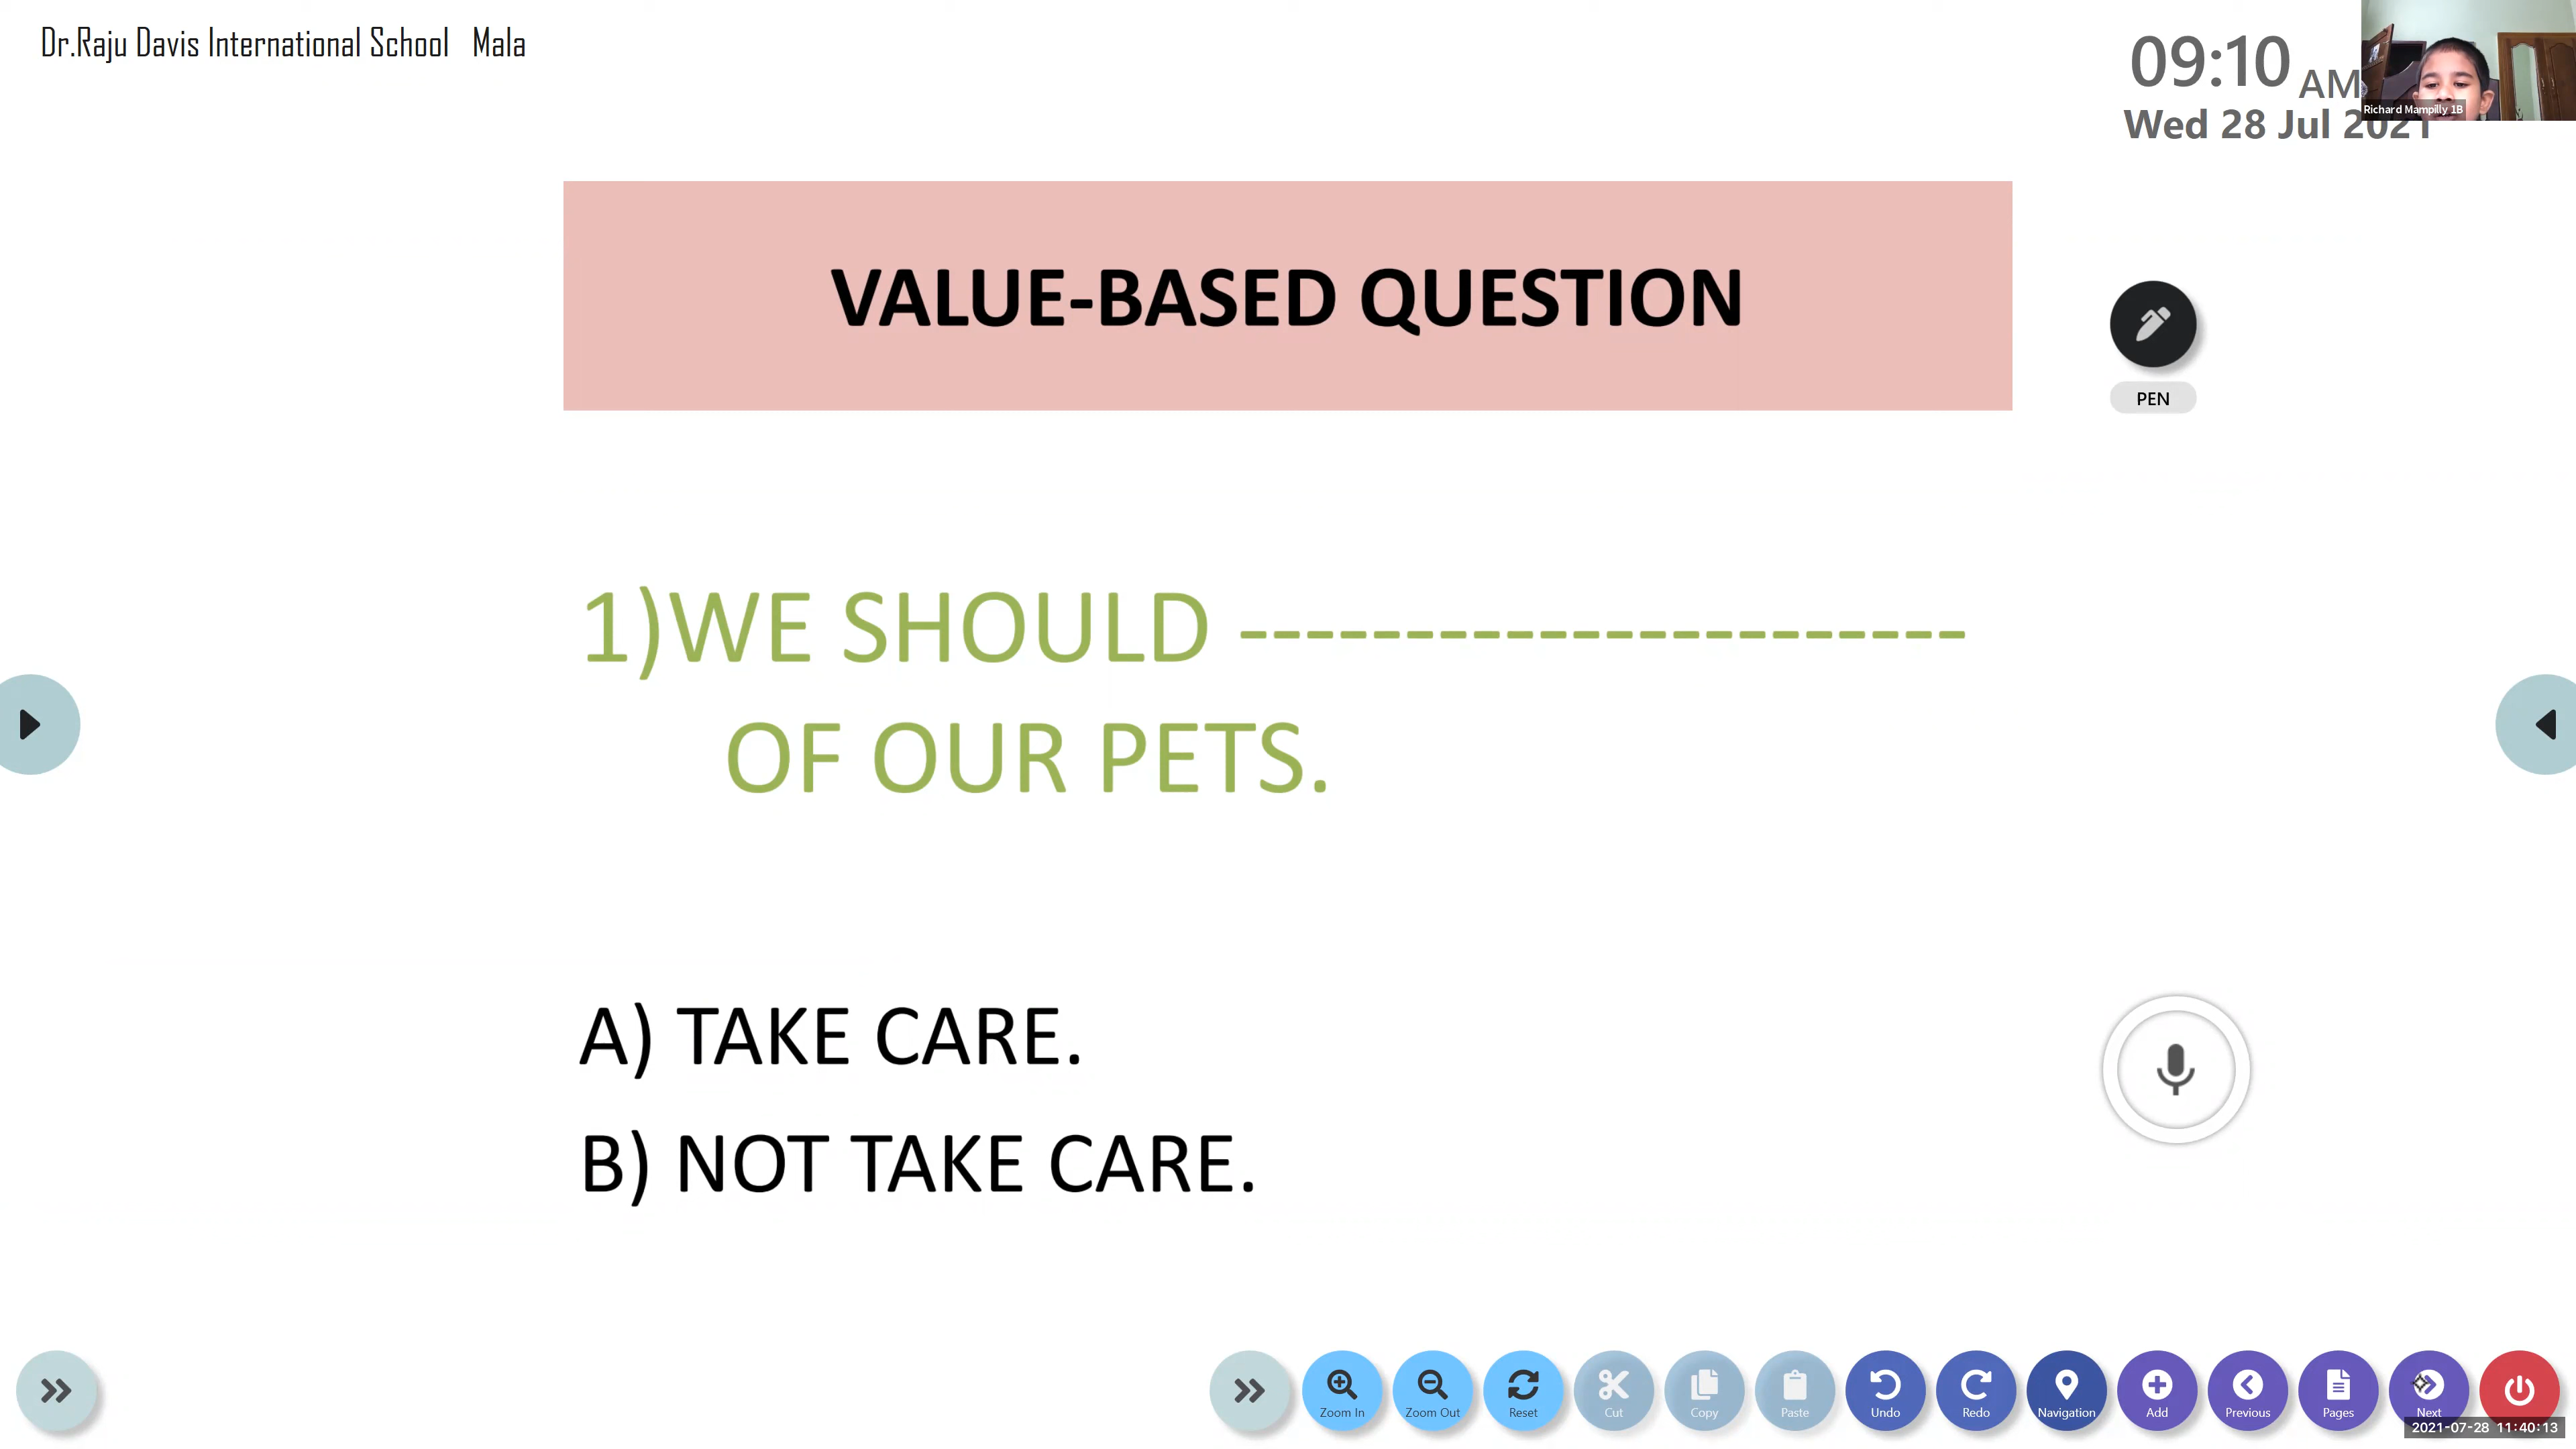 Dr.Raju Davis International School Mala
09:10 AM
Wed 28 Jul 2021
Richard Mampilly 1B
VALUE-BASED QUESTION
PEN
1)WE SHOULD ----------------------
OF OUR PETS.
A) TAKE CARE.
B) NOT TAKE CARE.
Zoom In Zoom Out Reset Cut Copy Paste Undo Redo Navigation Add Previous Pages Next
2021-07-28 11:40:13